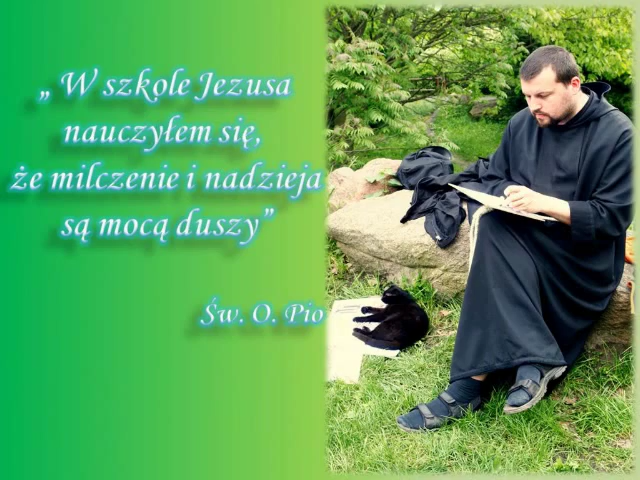 „ W szkole Jezusa
nauczyłem się,
że milczenie i nadzieja
są mocą duszy”
Św. O. Pio